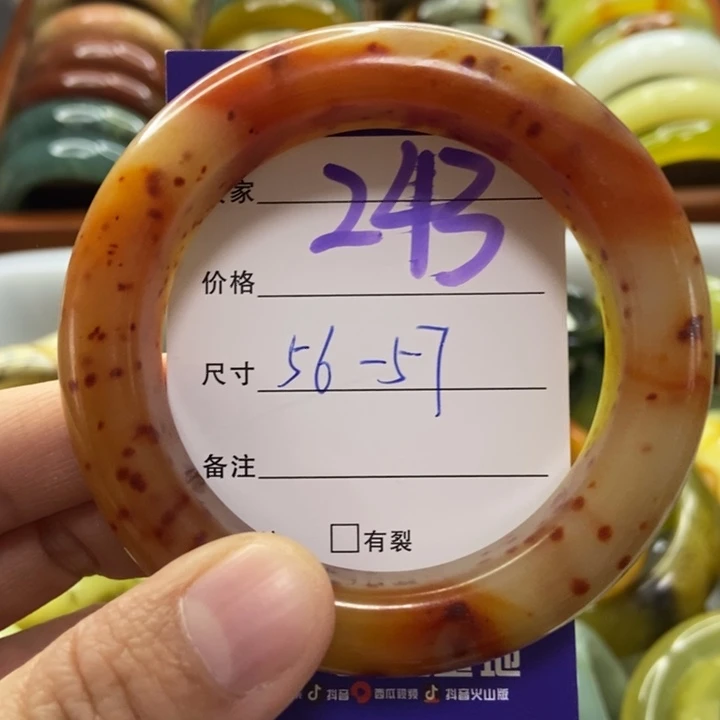 家 243
价格
尺寸 56-57
备注
□有裂
地
抖音 西瓜视频 抖音火山版